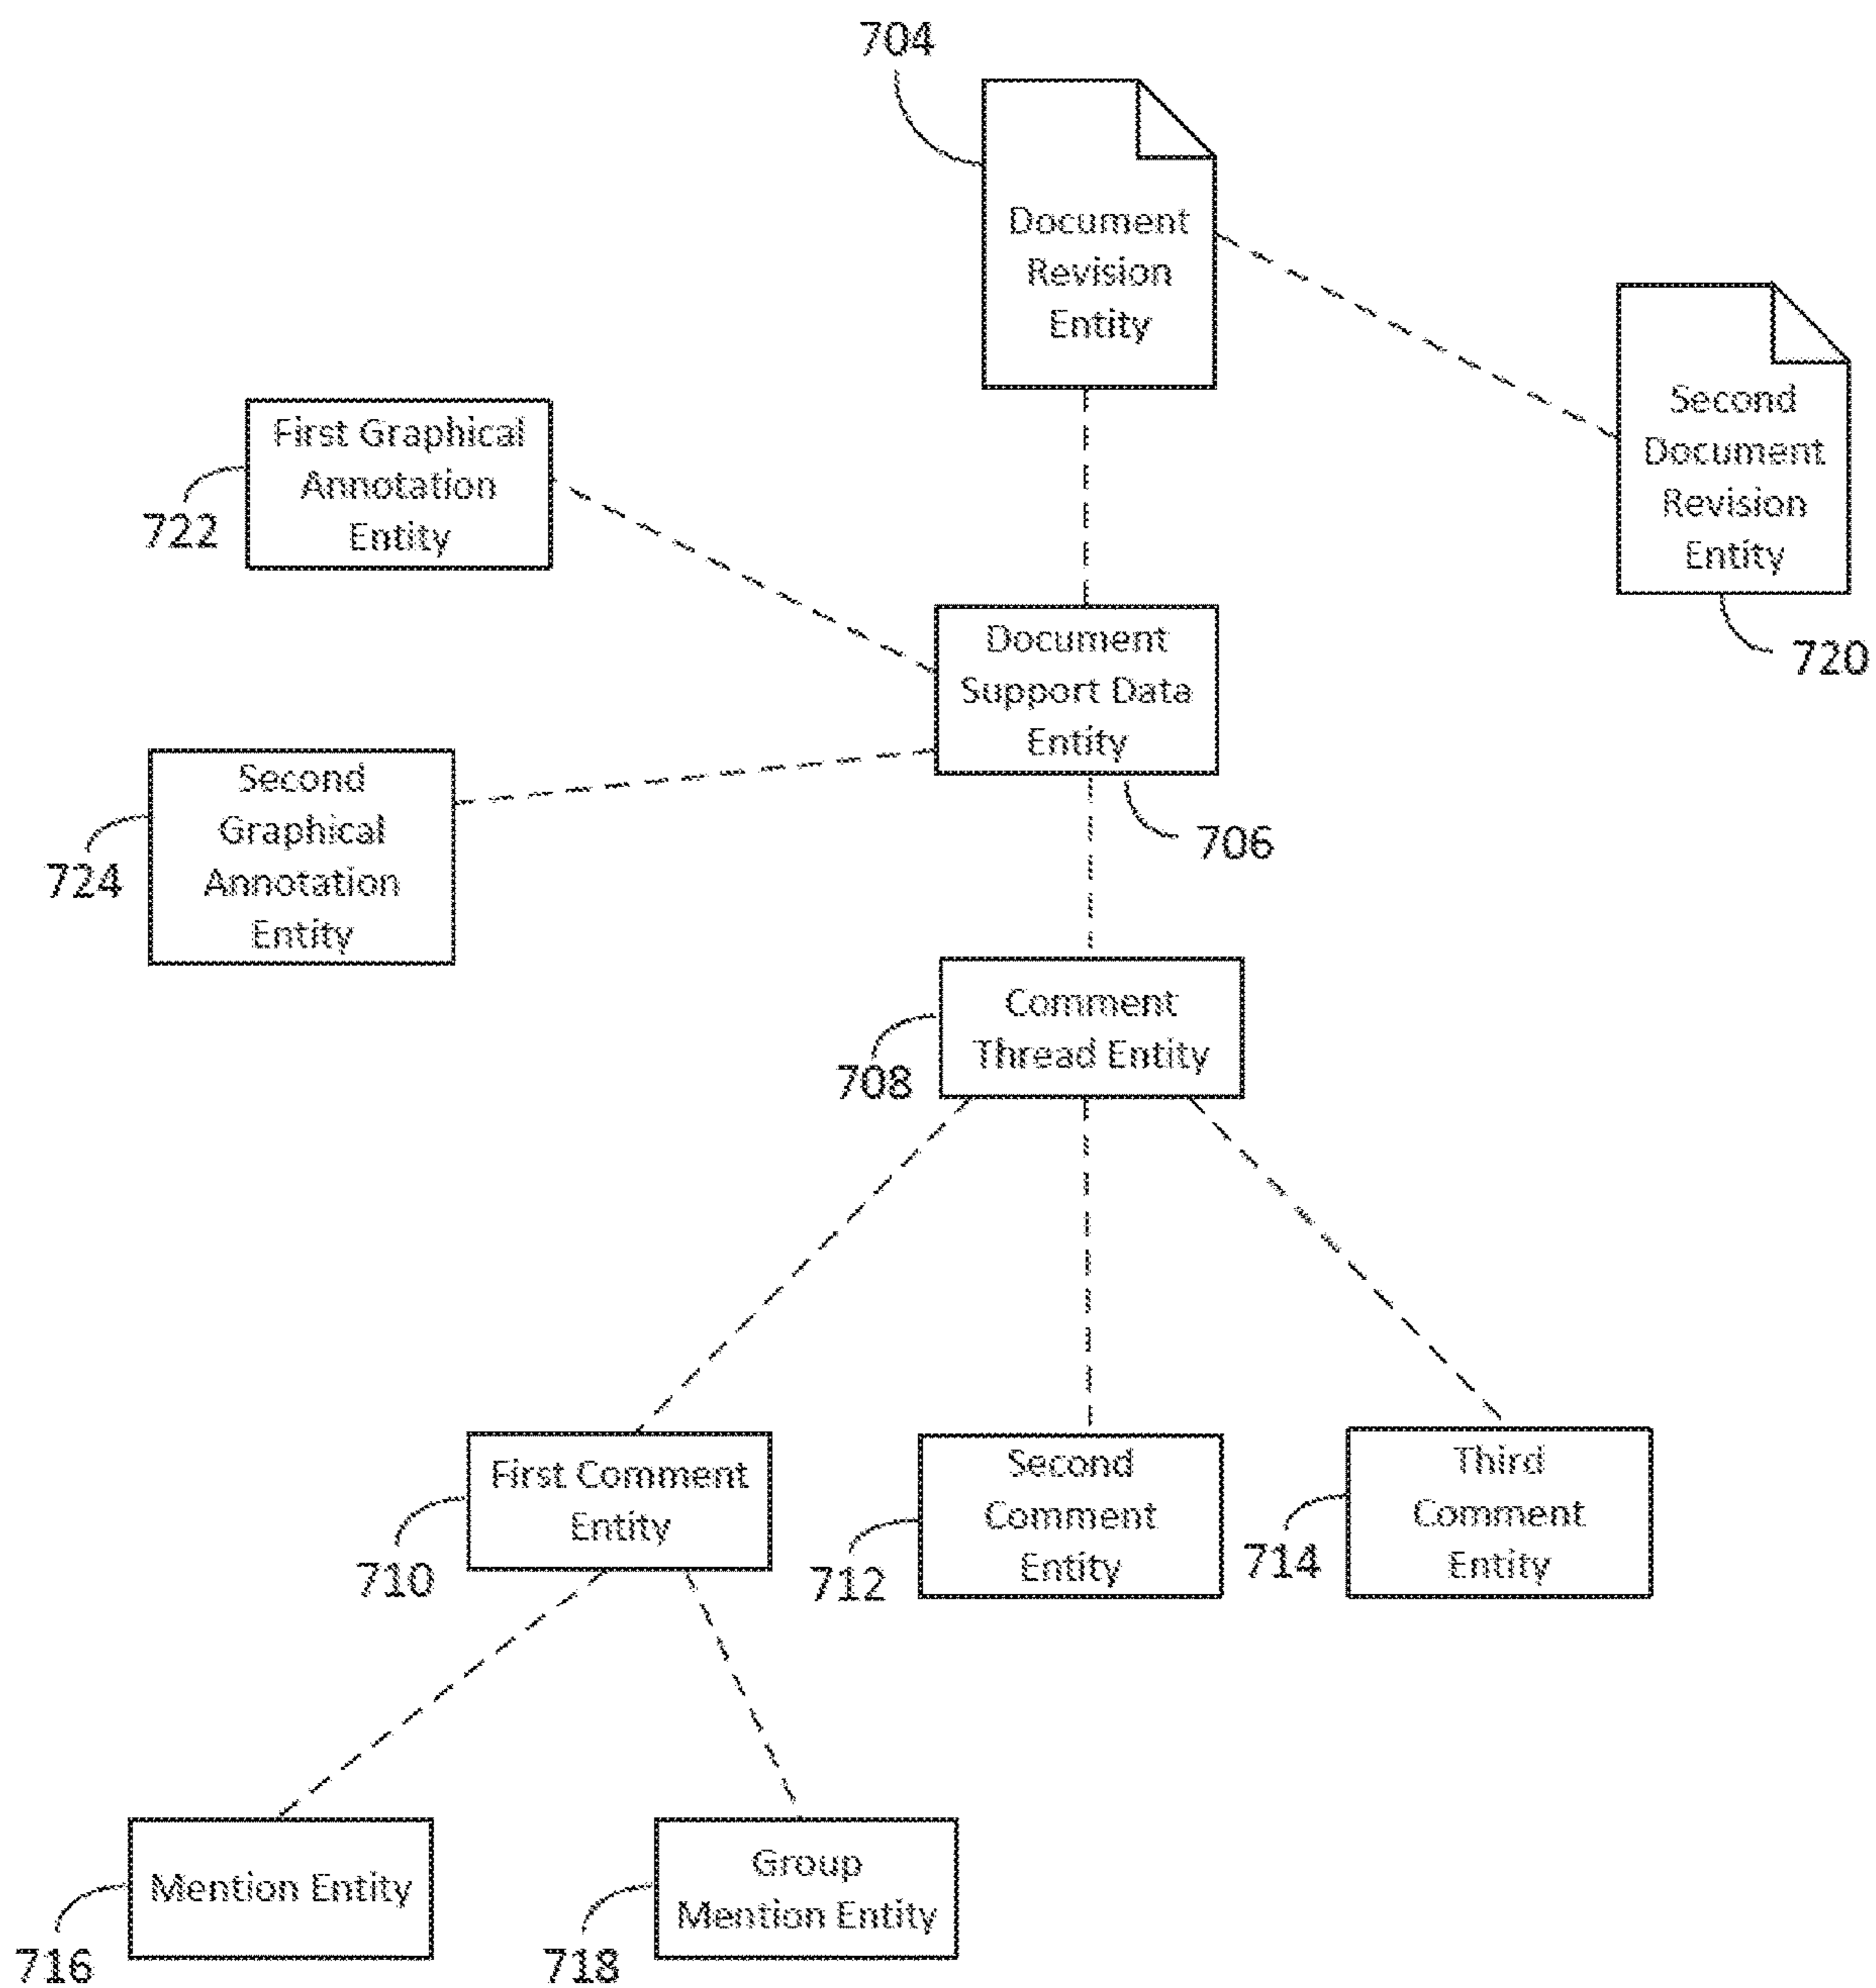 704
Document
Revision
Entity
Second
Document
Revision
Entity
720
First Graphical
Annotation
Entity
722
Document
Support Data
Entity
706
Second
Graphical
Annotation
Entity
724
Comment
Thread Entity
708
First Comment
Entity
710
Second
Comment
Entity
712
Third
Comment
Entity
714
Mention Entity
716
Group
Mention Entity
718